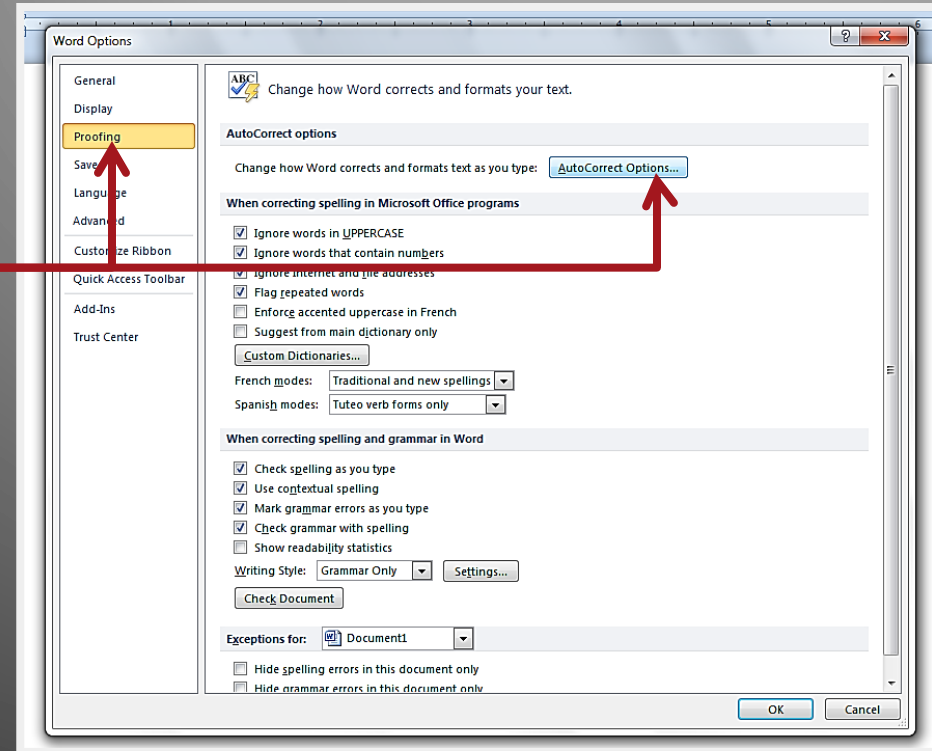 1 2 3 4 5 6
Word Options
General
Display
Proofing
Save
Language
Advanced
Customize Ribbon
Quick Access Toolbar
Add-Ins
Trust Center
ABC
Change how Word corrects and formats your text.
AutoCorrect options
Change how Word corrects and formats text as you type: AutoCorrect Options...
When correcting spelling in Microsoft Office programs
Ignore words in UPPERCASE
Ignore words that contain numbers
Ignore Internet and file addresses
Flag repeated words
Enforce accented uppercase in French
Suggest from main dictionary only
Custom Dictionaries...
French modes: Traditional and new spellings
Spanish modes: Tuteo verb forms only
When correcting spelling and grammar in Word
Check spelling as you type
Use contextual spelling
Mark grammar errors as you type
Check grammar with spelling
Show readability statistics
Writing Style: Grammar Only Settings...
Check Document
Exceptions for: Document1
Hide spelling errors in this document only
Hide grammar errors in this document only
OK Cancel